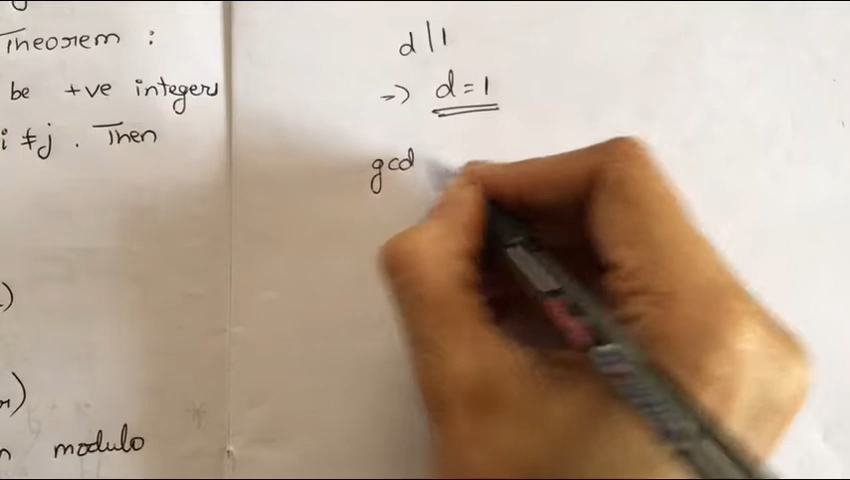 Theorem :
be +ve integers
i ≠ j . Then
)
)
n modulo
d | 1
=> d = 1
gcd